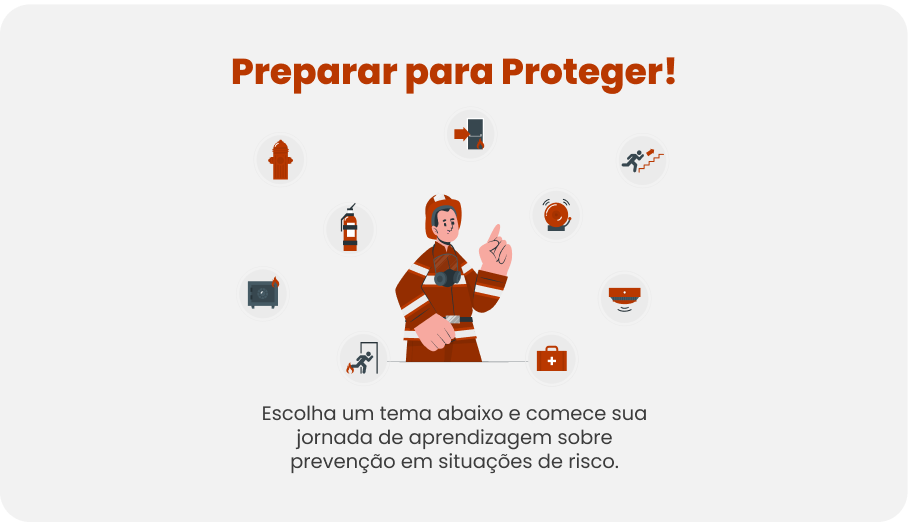 Preparar para Proteger!
Escolha um tema abaixo e comece sua
jornada de aprendizagem sobre
prevenção em situações de risco.